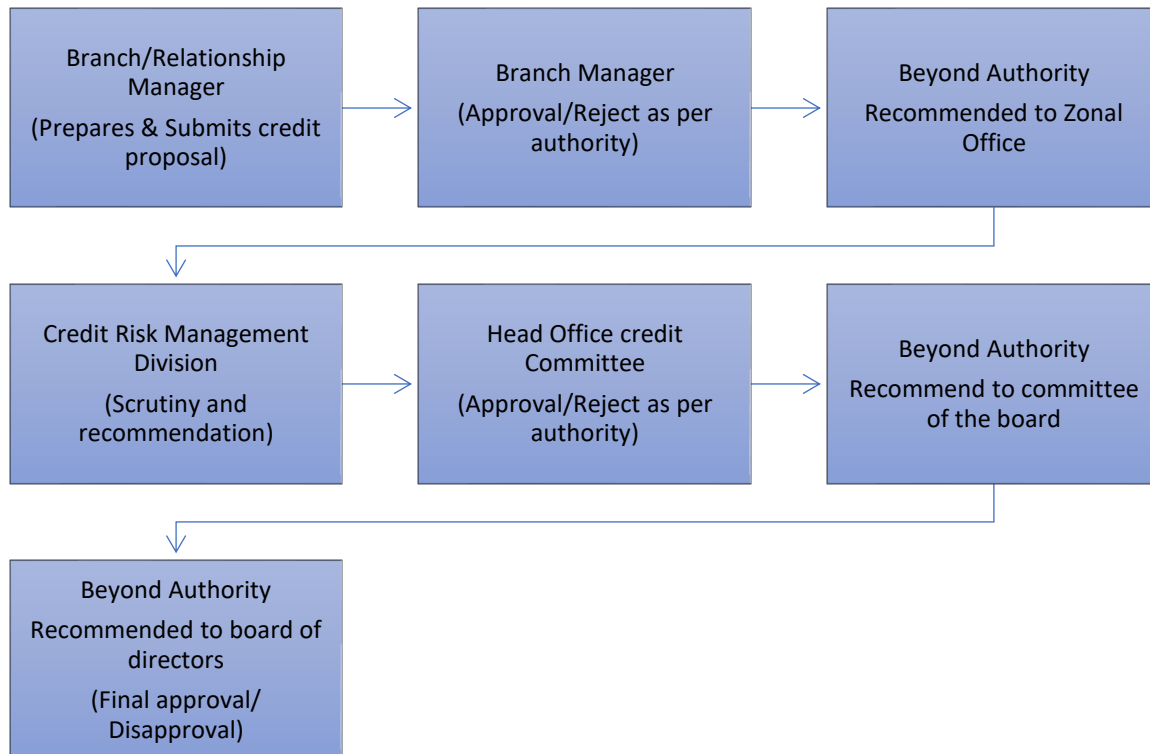 Branch/Relationship
Manager
(Prepares & Submits credit
proposal)
Branch Manager
(Approval/Reject as per
authority)
Beyond Authority
Recommended to Zonal
Office
Credit Risk Management
Division
(Scrutiny and
recommendation)
Head Office credit
Committee
(Approval/Reject as per
authority)
Beyond Authority
Recommend to committee
of the board
Beyond Authority
Recommended to board of
directors
(Final approval/
Disapproval)